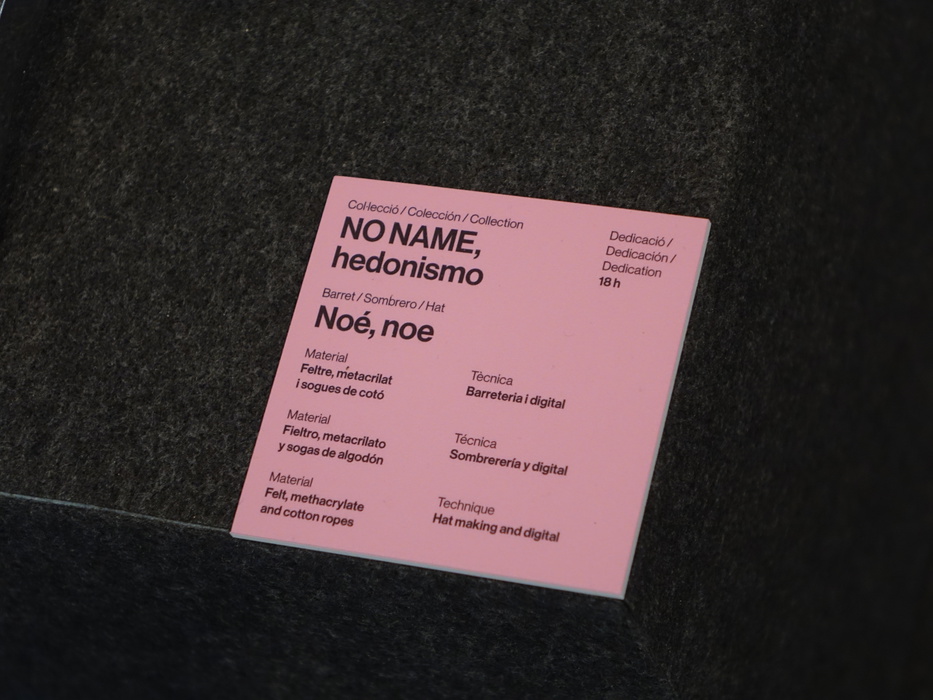 Col·lecció / Colección / Collection
NO NAME,
hedonismo
Dedicació /
Dedicación /
Dedication
18 h
Barret / Sombrero / Hat
Noé, noe
Material
Feltre, metacrilat
i sogues de cotó
Tècnica
Barreteria i digital
Material
Fieltro, metacrilato
y sogas de algodón
Técnica
Sombrerería y digital
Material
Felt, methacrylate
and cotton ropes
Technique
Hat making and digital